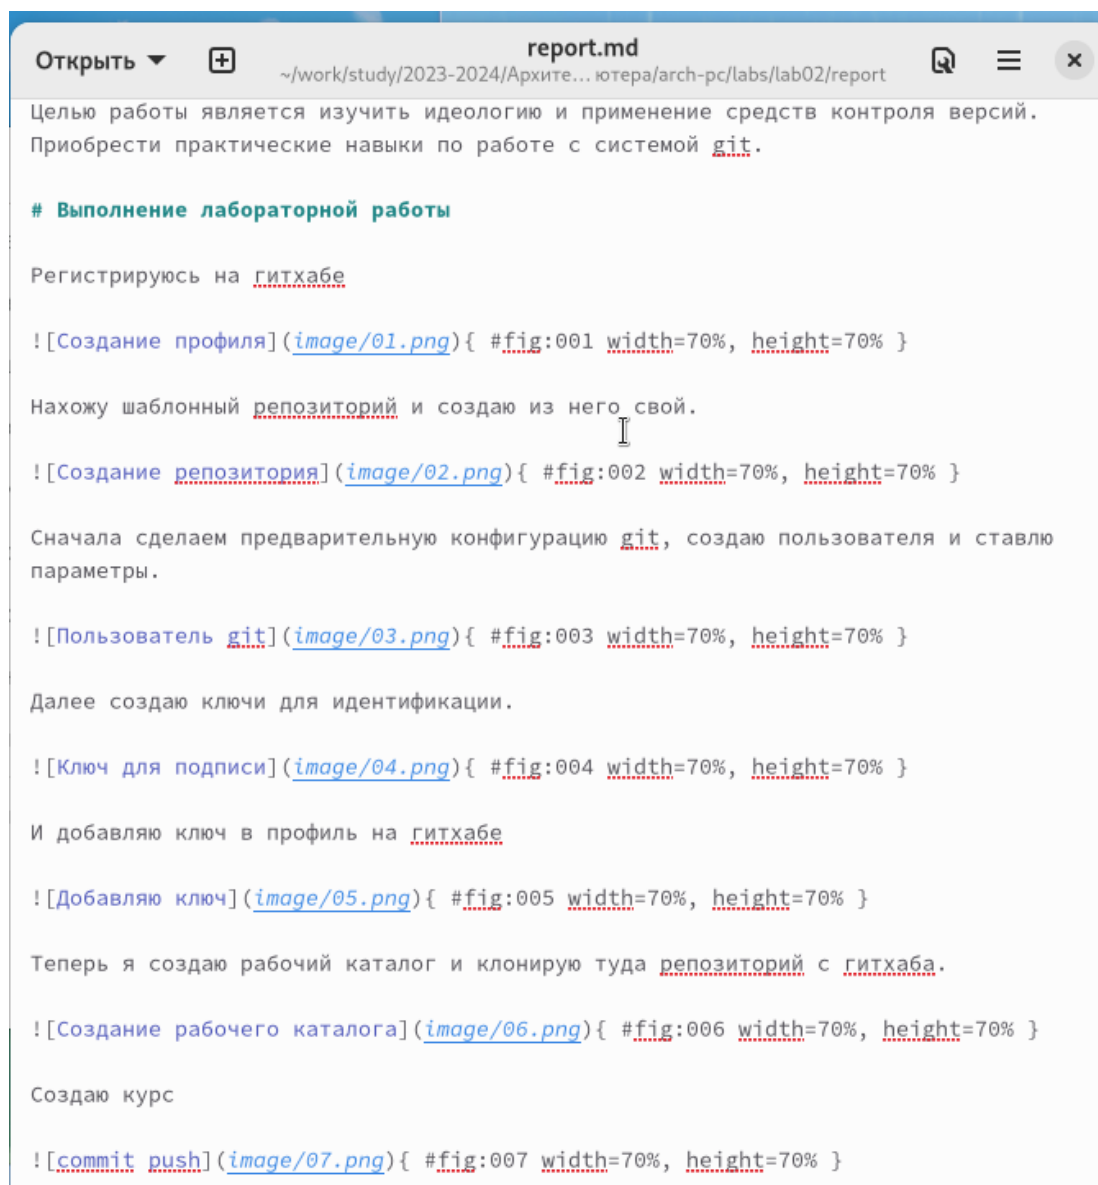 Открыть
report.md
~/work/study/2023-2024/Архите… ютера/arch-pc/labs/lab02/report
Целью работы является изучить идеологию и применение средств контроля версий.
Приобрести практические навыки по работе с системой git.
# Выполнение лабораторной работы
Регистрируюсь на гитхабе
![Создание профиля](image/01.png){ #fig:001 width=70%, height=70% }
Нахожу шаблонный репозиторий и создаю из него свой.
![Создание репозитория](image/02.png){ #fig:002 width=70%, height=70% }
Сначала сделаем предварительную конфигурацию git, создаю пользователя и ставлю
параметры.
![Пользователь git](image/03.png){ #fig:003 width=70%, height=70% }
Далее создаю ключи для идентификации.
![Ключ для подписи](image/04.png){ #fig:004 width=70%, height=70% }
И добавляю ключ в профиль на гитхабе
![Добавляю ключ](image/05.png){ #fig:005 width=70%, height=70% }
Теперь я создаю рабочий каталог и клонирую туда репозиторий с гитхаба.
![Создание рабочего каталога](image/06.png){ #fig:006 width=70%, height=70% }
Создаю курс
![commit push](image/07.png){ #fig:007 width=70%, height=70% }